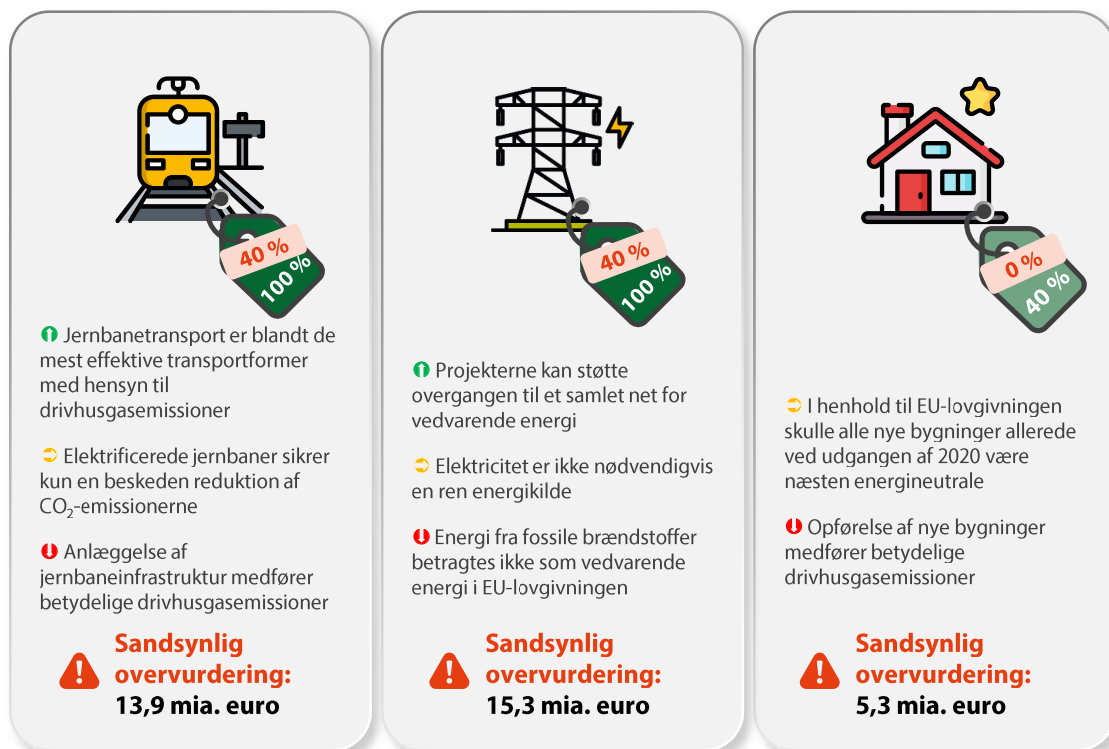 40 %
100 %
Jernbanetransport er blandt de
mest effektive transportformer
med hensyn til
drivhusgasemissioner
Elektrificerede jernbaner sikrer
kun en beskeden reduktion af
CO₂-emissionerne
Anlæggelse af
jernbaneinfrastruktur medfører
betydelige drivhusgasemissioner
Sandsynlig
overvurdering:
13,9 mia. euro
40 %
100 %
Projekterne kan støtte
overgangen til et samlet net for
vedvarende energi
Elektricitet er ikke nødvendigvis
en ren energikilde
Energi fra fossile brændstoffer
betragtes ikke som vedvarende
energi i EU-lovgivningen
Sandsynlig
overvurdering:
15,3 mia. euro
0 %
40 %
I henhold til EU-lovgivningen
skulle alle nye bygninger allerede
ved udgangen af 2020 være
næsten energineutrale
Opførelse af nye bygninger
medfører betydelige
drivhusgasemissioner
Sandsynlig
overvurdering:
5,3 mia. euro